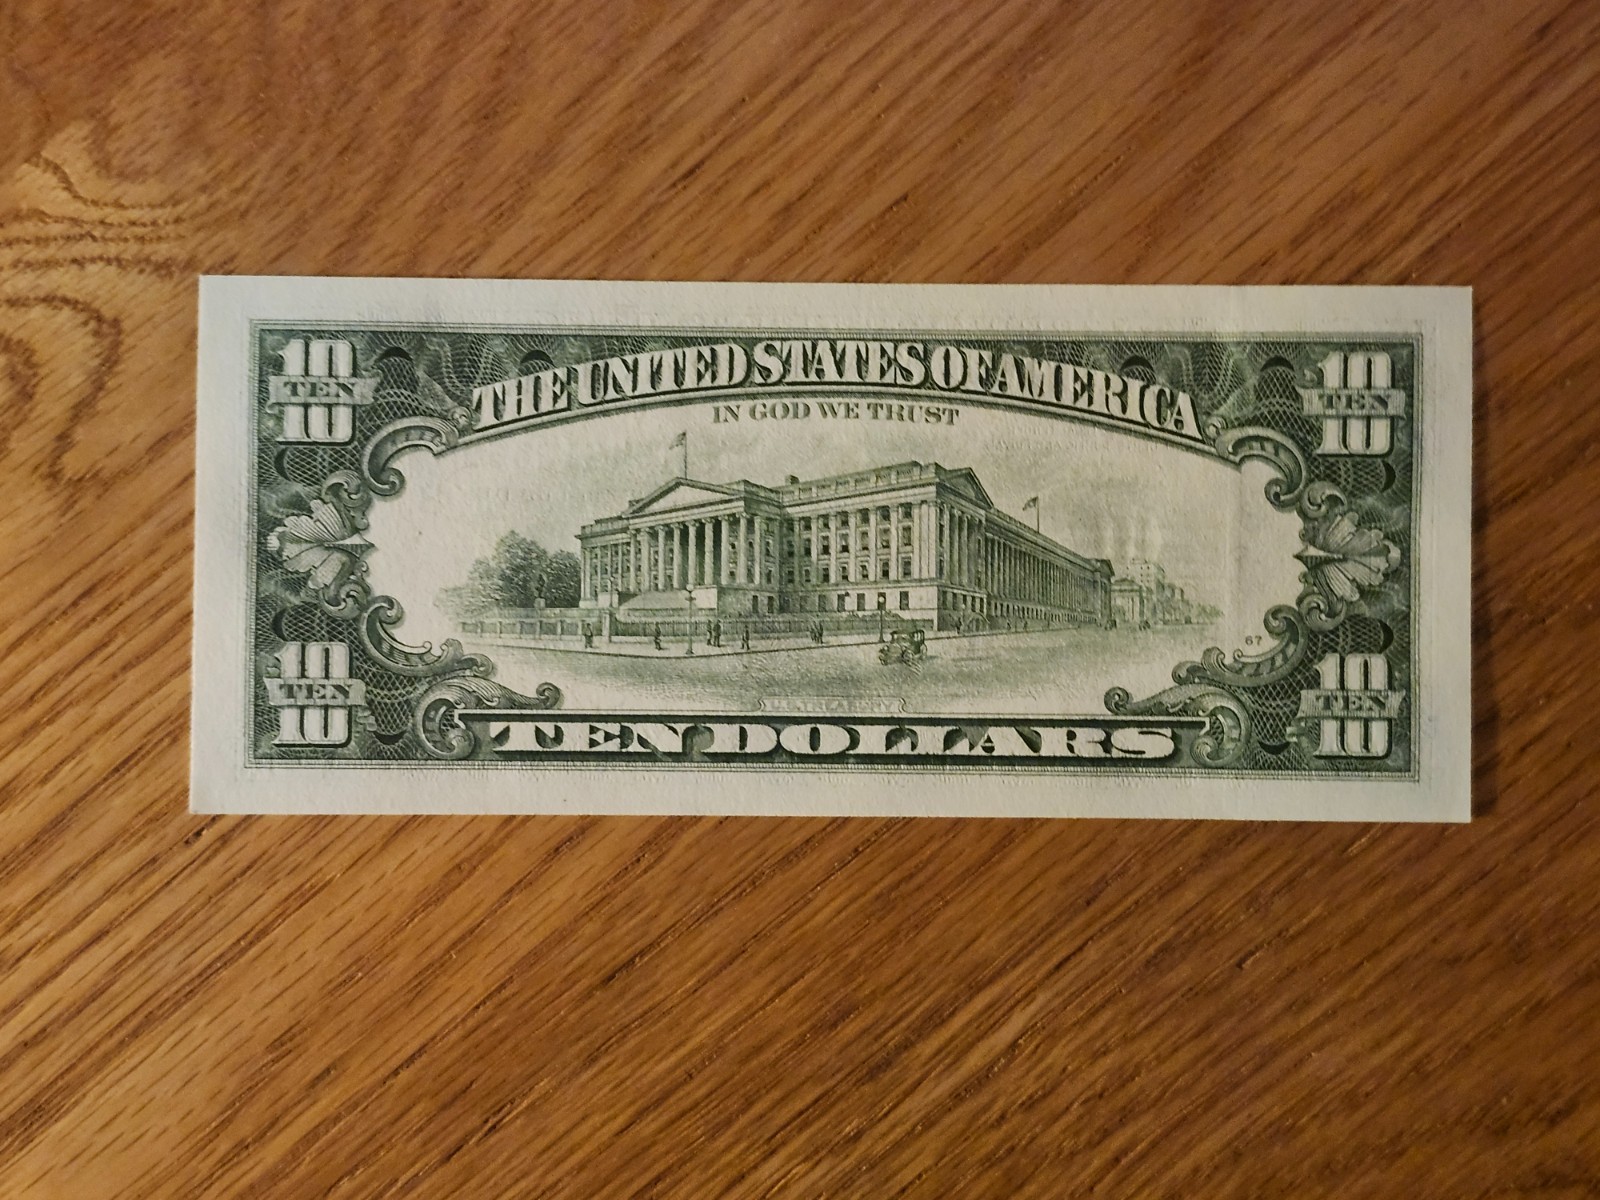 10 TEN 10
THE UNITED STATES OF AMERICA
10 TEN 10
IN GOD WE TRUST
67
10 TEN 10
U.S. TREASURY
TEN DOLLARS
10 TEN 10